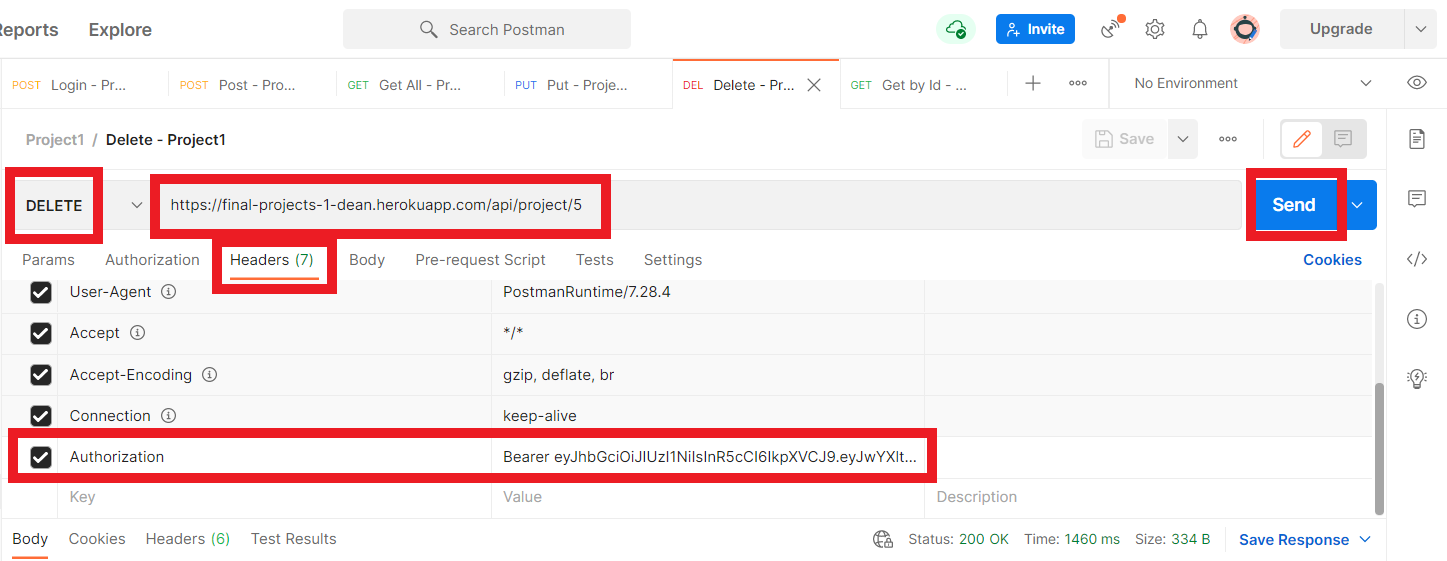 Reports Explore Search Postman Invite Upgrade
POST Login - Pr... POST Post - Pro... GET Get All - Pr... PUT Put - Proje... DEL Delete - Pr... GET Get by Id - ... No Environment
Project1 / Delete - Project1 Save
DELETE https://final-projects-1-dean.herokuapp.com/api/project/5 Send
Params Authorization Headers (7) Body Pre-request Script Tests Settings Cookies
User-Agent PostmanRuntime/7.28.4
Accept */*
Accept-Encoding gzip, deflate, br
Connection keep-alive
Authorization Bearer eyJhbGciOiJIUzI1NiIsInR5cCI6IkpXVCJ9.eyJwYXlt...
Key Value Description
Body Cookies Headers (6) Test Results Status: 200 OK Time: 1460 ms Size: 334 B Save Response